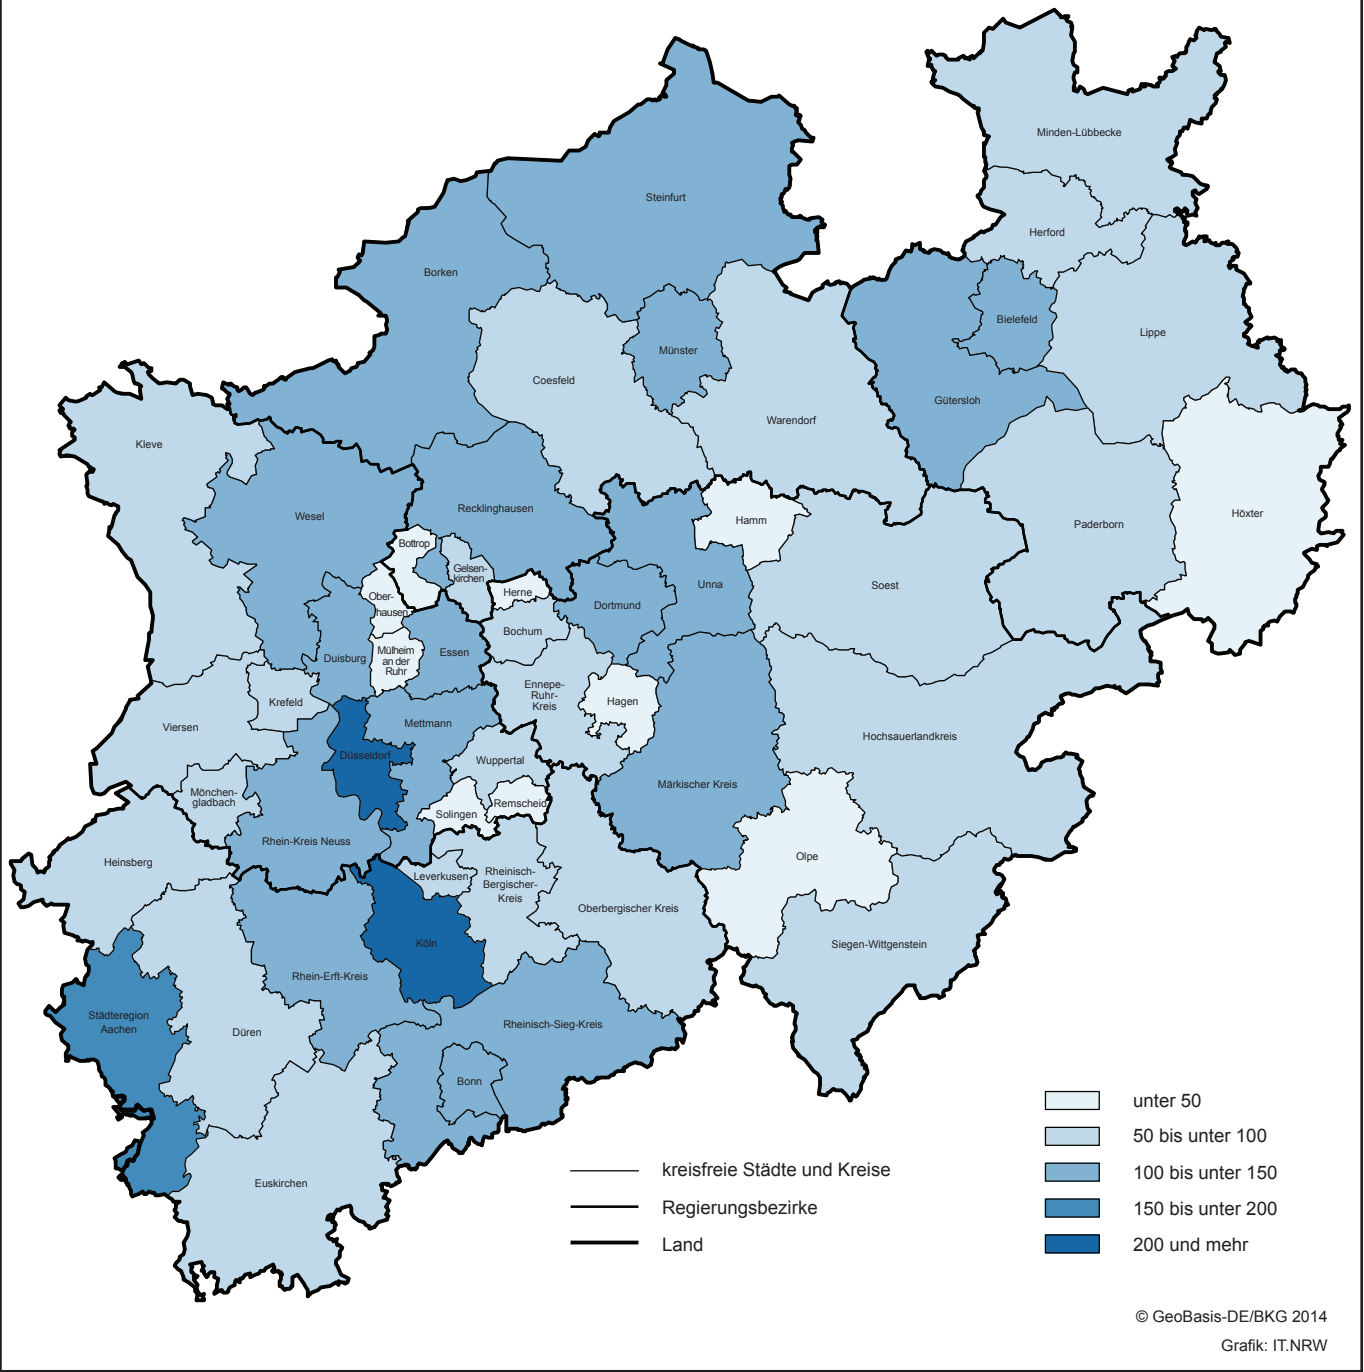 Minden-Lübbecke
Steinfurt
Herford
Borken
Bielefeld
Lippe
Münster
Coesfeld
Gütersloh
Warendorf
Kleve
Recklinghausen
Wesel
Hamm
Höxter
Paderborn
Bottrop
Gelsen-
kirchen
Unna
Soest
Herne
Ober-
hausen
Dortmund
Bochum
Essen
Duisburg
Mülheim
an der
Ruhr
Ennepe-
Ruhr-
Kreis
Hagen
Krefeld
Mettmann
Viersen
Hochsauerlandkreis
Düsseldorf
Wuppertal
Märkischer Kreis
Mönchen-
gladbach
Remscheid
Solingen
Rhein-Kreis Neuss
Olpe
Heinsberg
Leverkusen
Rheinisch-
Bergischer-
Kreis
Oberbergischer Kreis
Köln
Siegen-Wittgenstein
Rhein-Erft-Kreis
Städteregion
Aachen
Düren
Rheinisch-Sieg-Kreis
Bonn
Euskirchen
kreisfreie Städte und Kreise
Regierungsbezirke
Land
unter 50
50 bis unter 100
100 bis unter 150
150 bis unter 200
200 und mehr
© GeoBasis-DE/BKG 2014
Grafik: IT.NRW